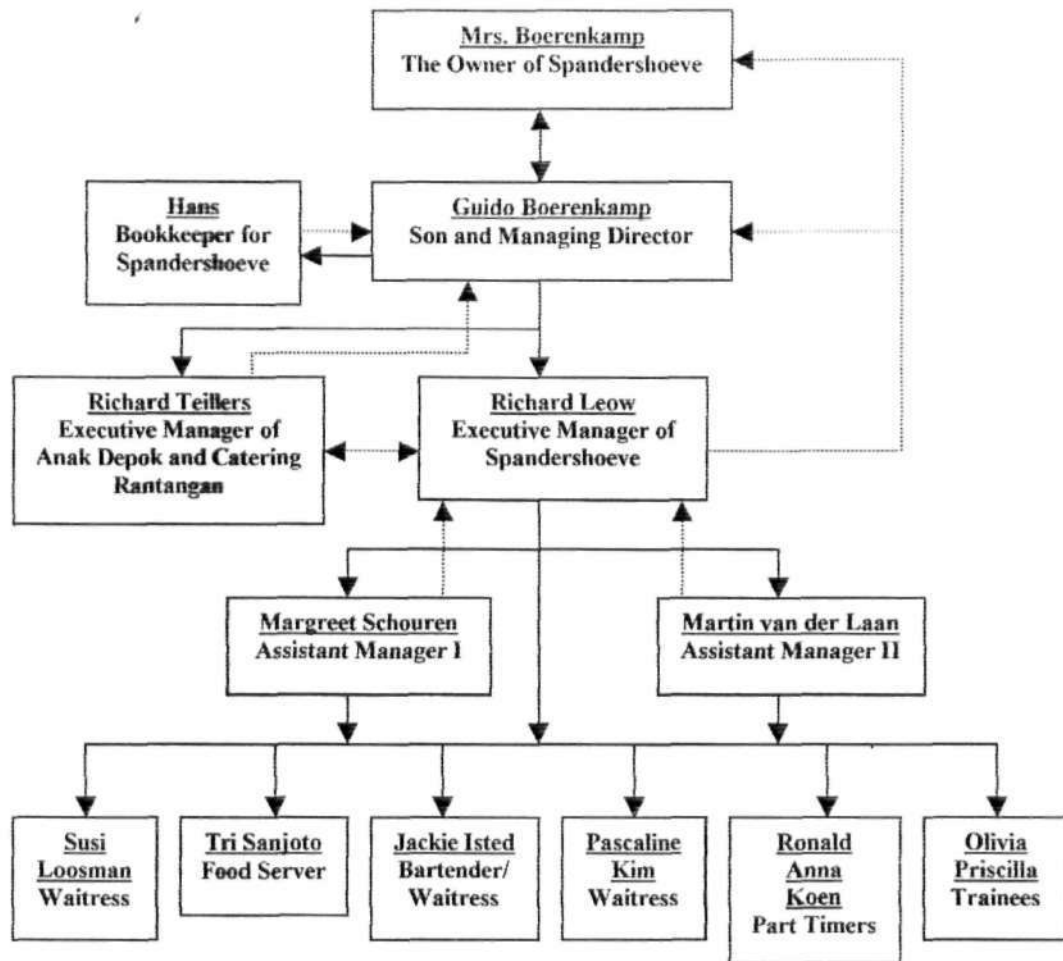 Mrs. Boerenkamp
The Owner of Spandershoeve
Hans
Bookkeeper for
Spandershoeve
Guido Boerenkamp
Son and Managing Director
Richard Teillers
Executive Manager of
Anak Depok and Catering
Rantangan
Richard Leow
Executive Manager of
Spandershoeve
Margreet Schouren
Assistant Manager I
Martin van der Laan
Assistant Manager II
Susi
Loosman
Waitress
Tri Sanjoto
Food Server
Jackie Isted
Bartender/
Waitress
Pascaline
Kim
Waitress
Ronald
Anna
Koen
Part Timers
Olivia
Priscilla
Trainees